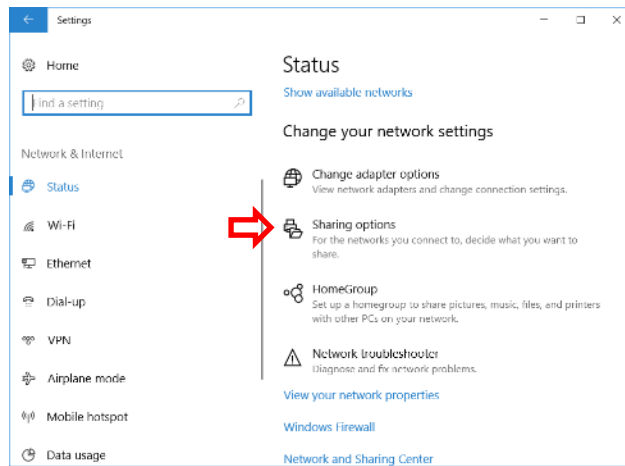 Settings
Home
Find a setting
Network & Internet
Status
Wi-Fi
Ethernet
Dial-up
VPN
Airplane mode
Mobile hotspot
Data usage
Status
Show available networks
Change your network settings
Change adapter options
View network adapters and change connection settings.
Sharing options
For the networks you connect to, decide what you want to
share.
HomeGroup
Set up a homegroup to share pictures, music, files, and printers
with other PCs on your network.
Network troubleshooter
Diagnose and fix network problems.
View your network properties
Windows Firewall
Network and Sharing Center